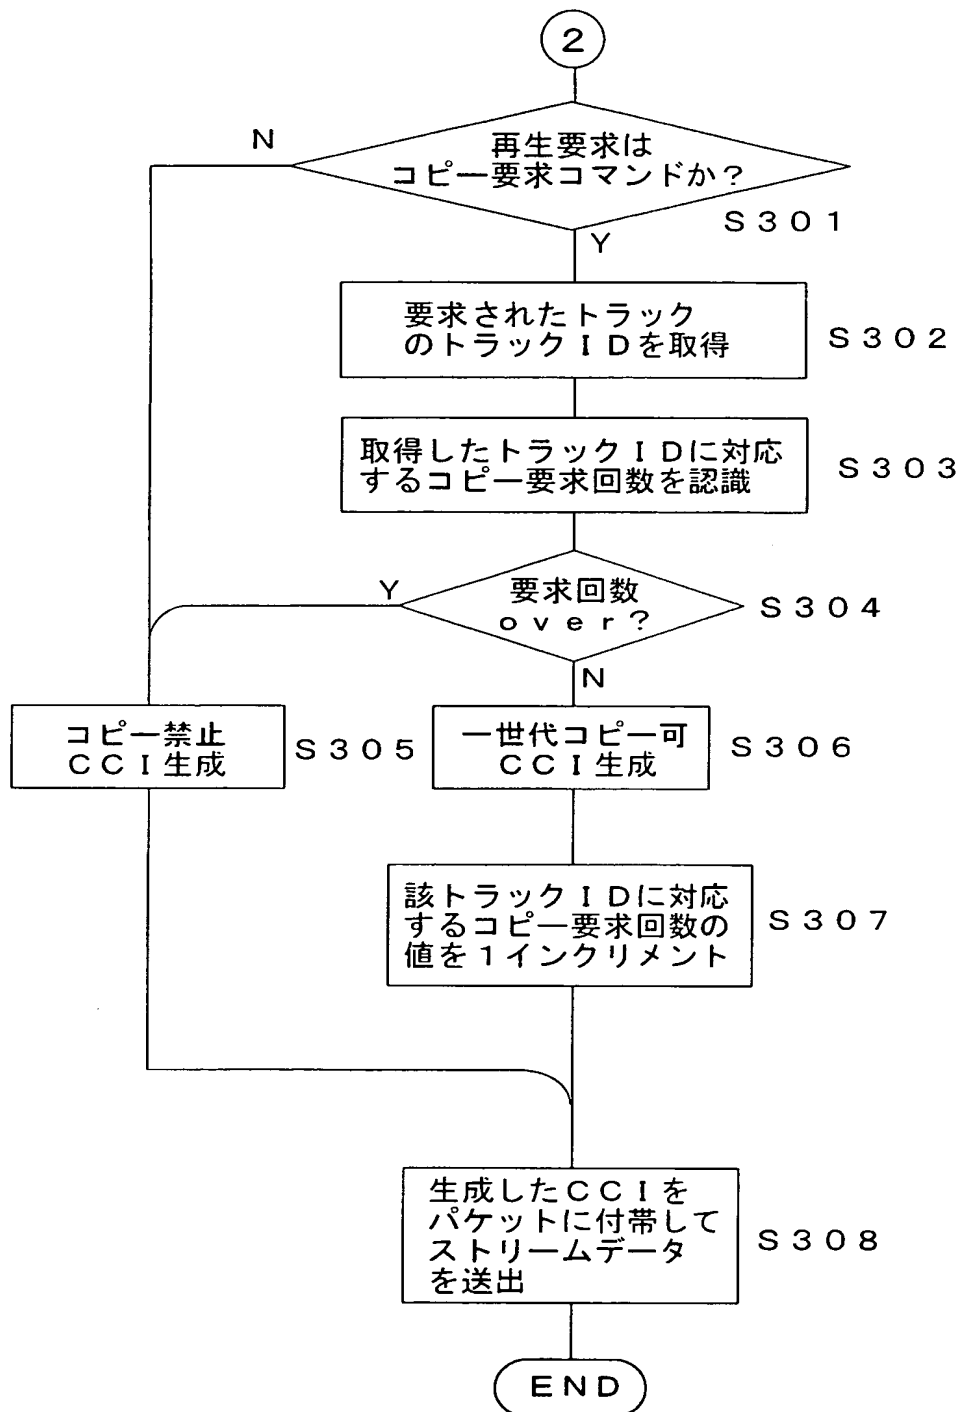 ２
N
再生要求は
コピー要求コマンドか？
Ｓ３０１
Y
要求されたトラック
のトラックＩＤを取得
Ｓ３０２
取得したトラックＩＤに対応
するコピー要求回数を認識
Ｓ３０３
Y
要求回数
ｏｖｅｒ？
Ｓ３０４
N
コピー禁止
ＣＣＩ生成
Ｓ３０５
一世代コピー可
ＣＣＩ生成
Ｓ３０６
該トラックＩＤに対応
するコピー要求回数の
値を１インクリメント
Ｓ３０７
生成したＣＣＩを
パケットに付帯して
ストリームデータ
を送出
Ｓ３０８
ＥＮＤ